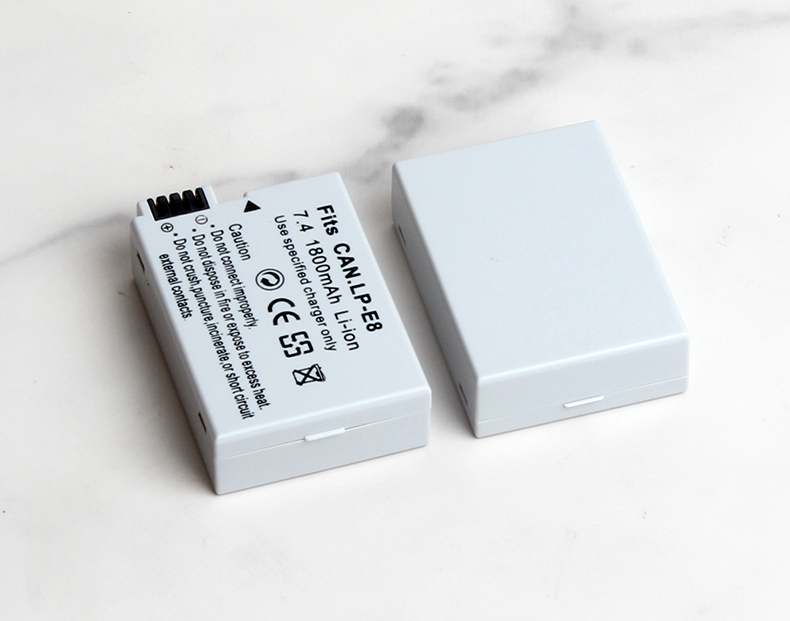 Fits CAN.LP-E8
7.4 1800mAh Li-ion
Use specified charger only
CE
Caution
• Do not connect improperly.
• Do not dispose in fire or expose to excess heat.
• Do not crush,puncture,incinerate,or short circuit
external contacts.